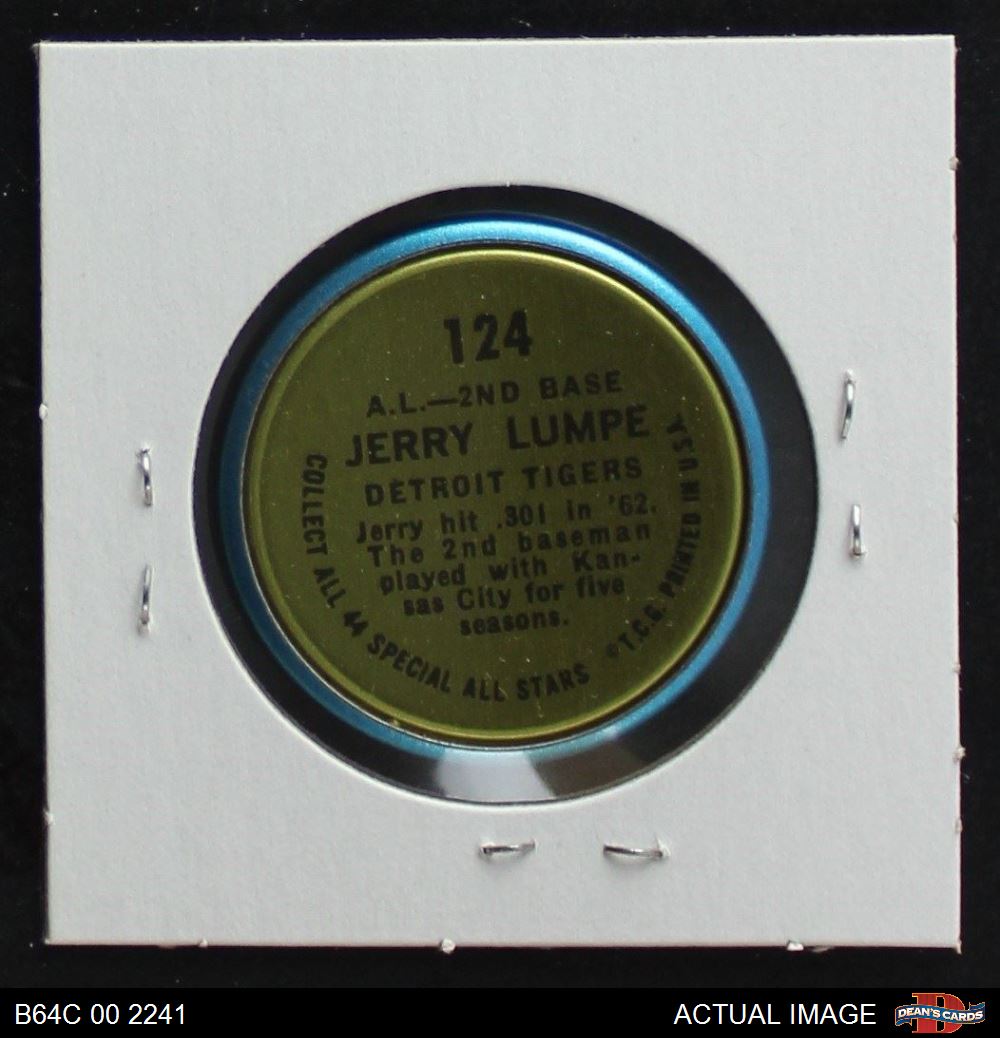 124
A.L.—2ND BASE
JERRY LUMPE
DETROIT TIGERS
Jerry hit .301 in '62.
The 2nd baseman
played with Kan-
sas City for five
seasons.
COLLECT ALL 44 SPECIAL ALL STARS
©T.C.G. PRINTED IN U.S.A.
B64C 00 2241
ACTUAL IMAGE
D
DEAN'S CARDS